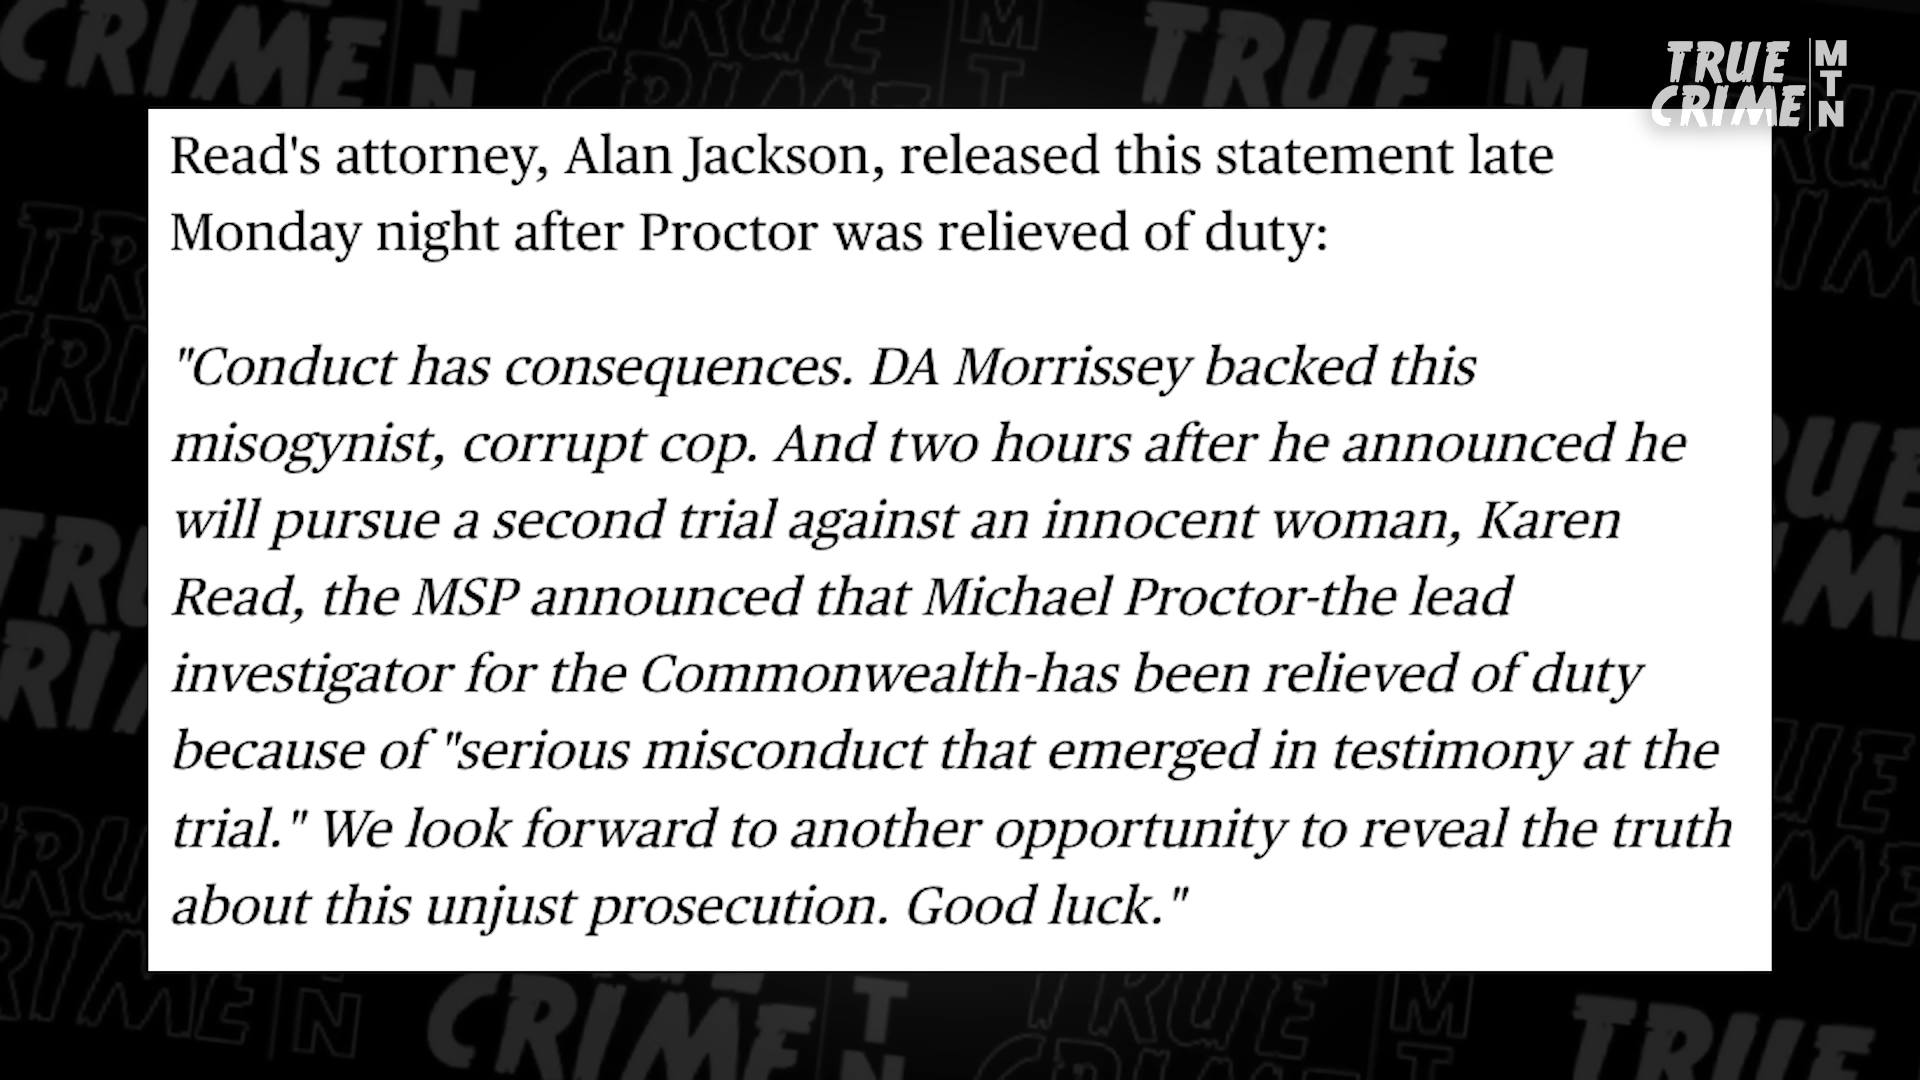 TRUE CRIME MTN
Read's attorney, Alan Jackson, released this statement late
Monday night after Proctor was relieved of duty:
"Conduct has consequences. DA Morrissey backed this
misogynist, corrupt cop. And two hours after he announced he
will pursue a second trial against an innocent woman, Karen
Read, the MSP announced that Michael Proctor-the lead
investigator for the Commonwealth-has been relieved of duty
because of "serious misconduct that emerged in testimony at the
trial." We look forward to another opportunity to reveal the truth
about this unjust prosecution. Good luck."